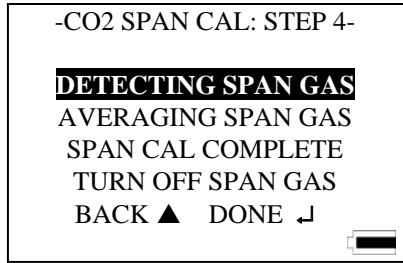 -CO2 SPAN CAL: STEP 4-
DETECTING SPAN GAS
AVERAGING SPAN GAS
SPAN CAL COMPLETE
TURN OFF SPAN GAS
BACK ▲ DONE ↵